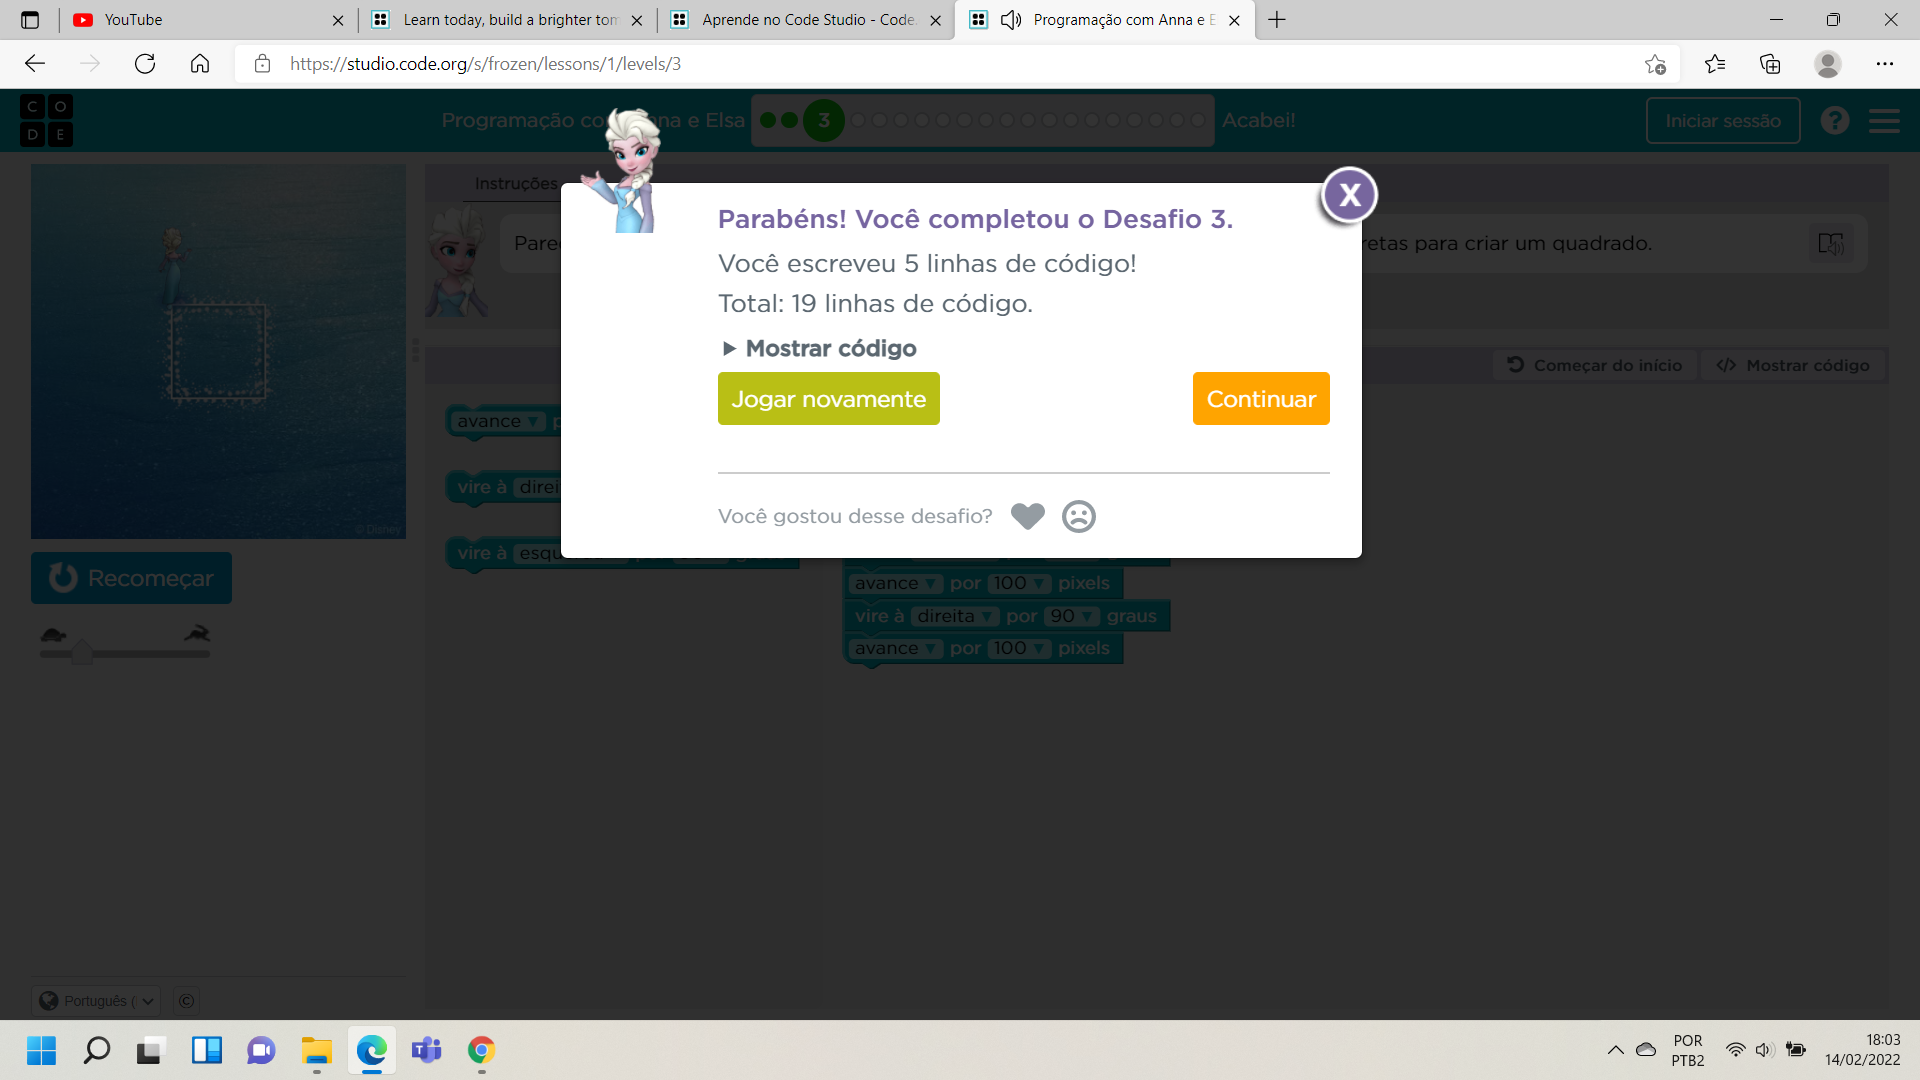 YouTube
Learn today, build a brighter tom
Aprende no Code Studio - Code.
Programação com Anna e E
https://studio.code.org/s/frozen/lessons/1/levels/3
C O
D E
Programação co nna e Elsa
3
Acabei!
Iniciar sessão
?
Instruções
X
Pare
retas para criar um quadrado.
Parabéns! Você completou o Desafio 3.
Você escreveu 5 linhas de código!
Total: 19 linhas de código.
Mostrar código
Jogar novamente
Continuar
Você gostou desse desafio?
Começar do início
</> Mostrar código
avance p
vire à direi
vire à esqu
© Disney
Recomeçar
avance por 100 pixels
vire à direita por 90 graus
avance por 100 pixels
Português (
©
POR
PTB2
18:03
14/02/2022